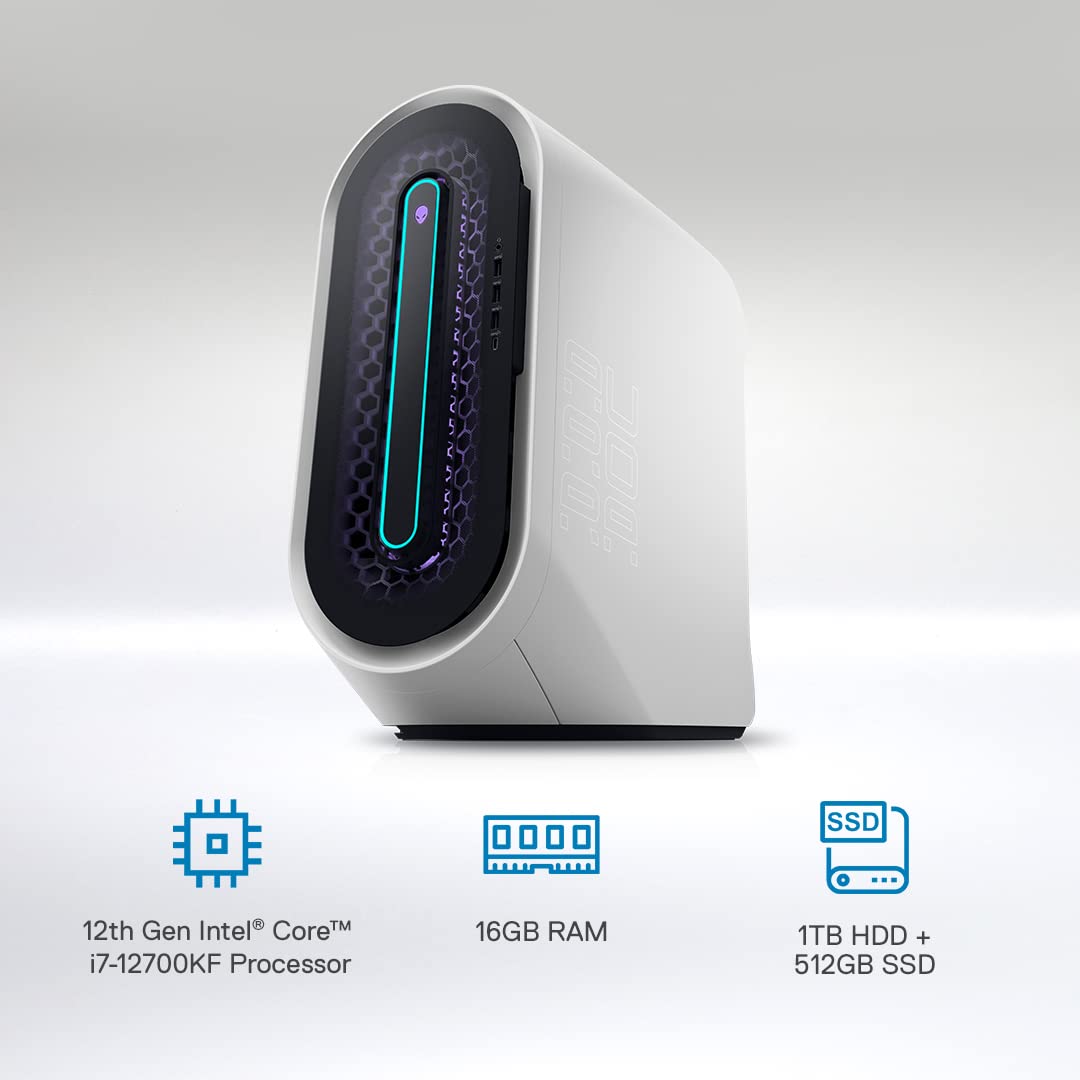 12th Gen Intel® Core™
i7-12700KF Processor
16GB RAM
SSD
1TB HDD +
512GB SSD